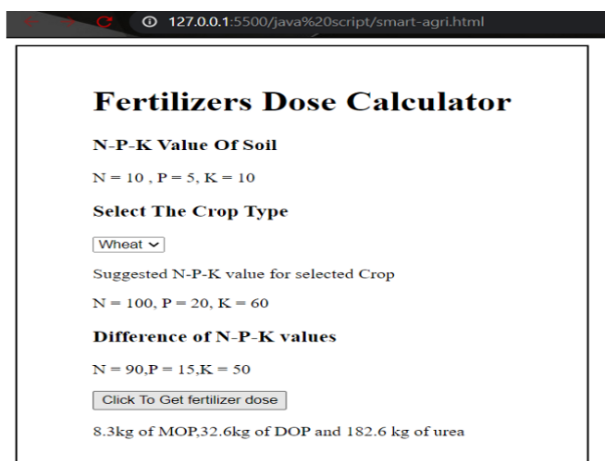 127.0.0.1:5500/java%20script/smart-agri.html
Fertilizers Dose Calculator
N-P-K Value Of Soil
N = 10 , P = 5, K = 10
Select The Crop Type
Wheat
Suggested N-P-K value for selected Crop
N = 100, P = 20, K = 60
Difference of N-P-K values
N = 90,P = 15,K = 50
Click To Get fertilizer dose
8.3kg of MOP,32.6kg of DOP and 182.6 kg of urea